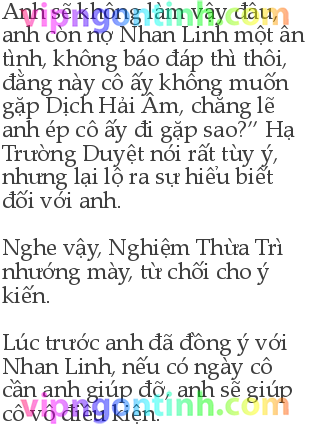 Anh sẽ không làm vậy đâu,
vipngontinh.com
anh còn nợ Nhan Linh một ân
tình, không báo đáp thì thôi,
đằng này cô ấy không muốn
gặp Dịch Hải Âm, chẳng lẽ
anh ép cô ấy đi gặp sao?” Hạ
Trường Duyệt nói rất tùy ý,
nhưng lại lộ ra sự hiểu biết
đối với anh.
Nghe vậy, Nghiệm Thừa Trì
nhướng mày, từ chối cho ý
kiến.
Lúc trước anh đã đồng ý với
Nhan Linh, nếu có ngày cô
cần anh giúp đỡ, anh sẽ giúp
vipngontinh.com
cô vô điều kiện.